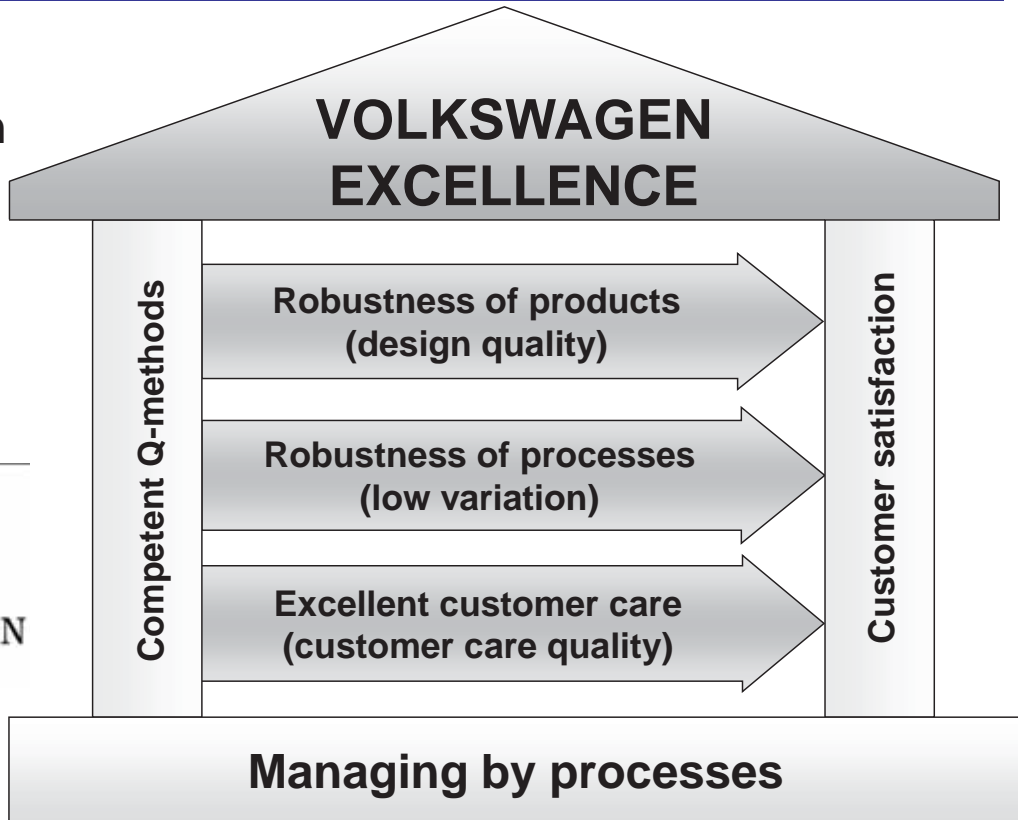 VOLKSWAGEN
EXCELLENCE
Competent Q-methods
Robustness of products
(design quality)
Robustness of processes
(low variation)
Excellent customer care
(customer care quality)
Customer satisfaction
Managing by processes
N